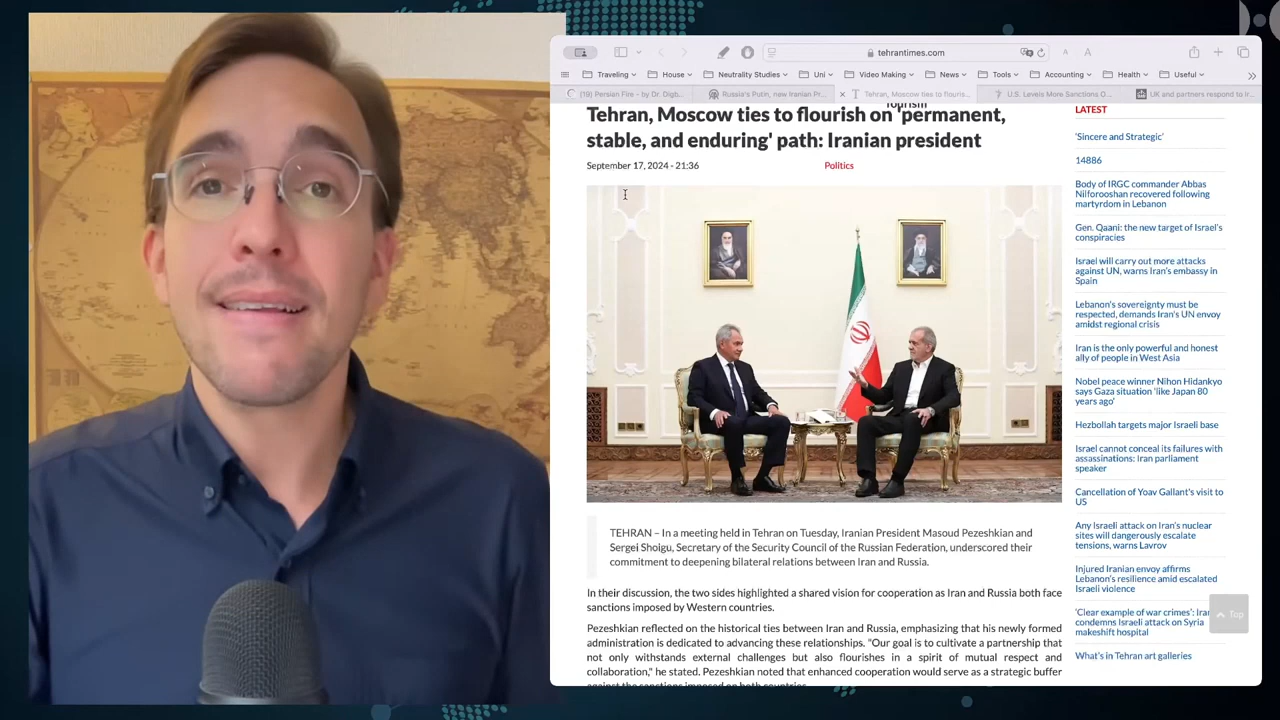 tehrantimes.com
A A
Traveling House Neutrality Studies Uni Video Making News Tools Accounting Health Useful
(19) Persian Fire – by Dr. Digb... Russia's Putin, new Iranian Pr... Tehran, Moscow ties to flouris... U.S. Levels More Sanctions O... UK and partners respond to Ir...
Tourism
Tehran, Moscow ties to flourish on 'permanent,
stable, and enduring' path: Iranian president
September 17, 2024 - 21:36 Politics
TEHRAN – In a meeting held in Tehran on Tuesday, Iranian President Masoud Pezeshkian and
Sergei Shoigu, Secretary of the Security Council of the Russian Federation, underscored their
commitment to deepening bilateral relations between Iran and Russia.
In their discussion, the two sides highlighted a shared vision for cooperation as Iran and Russia both face
sanctions imposed by Western countries.
Pezeshkian reflected on the historical ties between Iran and Russia, emphasizing that his newly formed
administration is dedicated to advancing these relationships. "Our goal is to cultivate a partnership that
not only withstands external challenges but also flourishes in a spirit of mutual respect and
collaboration," he stated. Pezeshkian noted that enhanced cooperation would serve as a strategic buffer
against the sanctions imposed on both countries.
LATEST
'Sincere and Strategic'
14886
Body of IRGC commander Abbas
Nilforooshan recovered following
martyrdom in Lebanon
Gen. Qaani: the new target of Israel's
conspiracies
Israel will carry out more attacks
against UN, warns Iran's embassy in
Spain
Lebanon's sovereignty must be
respected, demands Iran's UN envoy
amidst regional crisis
Iran is the only powerful and honest
ally of people in West Asia
Nobel peace winner Nihon Hidankyo
says Gaza situation 'like Japan 80
years ago'
Hezbollah targets major Israeli base
Israel cannot conceal its failures with
assassinations: Iran parliament
speaker
Cancellation of Yoav Gallant's visit to
US
Any Israeli attack on Iran's nuclear
sites will dangerously escalate
tensions, warns Lavrov
Injured Iranian envoy affirms
Lebanon's resilience amid escalated
Israeli violence
'Clear example of war crimes': Iran
condemns Israeli attack on Syria
makeshift hospital
What's in Tehran art galleries
Top